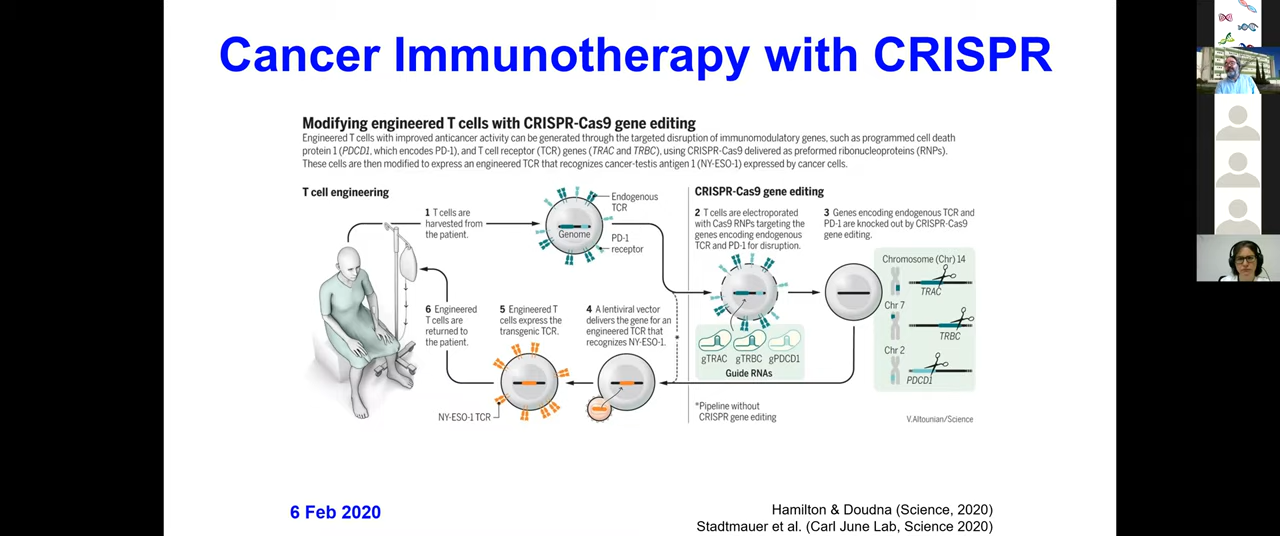 Cancer Immunotherapy with CRISPR
Modifying engineered T cells with CRISPR-Cas9 gene editing
Engineered T cells with improved anticancer activity can be generated through the targeted disruption of immunomodulatory genes, such as programmed cell death
protein 1 (PDCD1, which encodes PD-1), and T cell receptor (TCR) genes (TRAC and TRBC), using CRISPR-Cas9 delivered as preformed ribonucleoproteins (RNPs).
These cells are then modified to express an engineered TCR that recognizes cancer-testis antigen 1 (NY-ESO-1) expressed by cancer cells.
T cell engineering
1 T cells are
harvested from
the patient.
Endogenous
TCR
Genome
PD-1
receptor
CRISPR-Cas9 gene editing
2 T cells are electroporated
with Cas9 RNPs targeting the
genes encoding endogenous
TCR and PD-1 for disruption.
3 Genes encoding endogenous TCR and
PD-1 are knocked out by CRISPR-Cas9
gene editing.
Chromosome (Chr) 14
TRAC
Chr 7
TRBC
Chr 2
PDCD1
gTRAC
gTRBC
gPDCD1
Guide RNAs
4 A lentiviral vector
delivers the gene for an
engineered TCR that
recognizes NY-ESO-1.
*
5 Engineered T
cells express the
transgenic TCR.
6 Engineered
T cells are
returned to
the patient.
NY-ESO-1 TCR
*Pipeline without
CRISPR gene editing
V.Altounian/Science
6 Feb 2020
Hamilton & Doudna (Science, 2020)
Stadtmauer et al. (Carl June Lab, Science 2020)